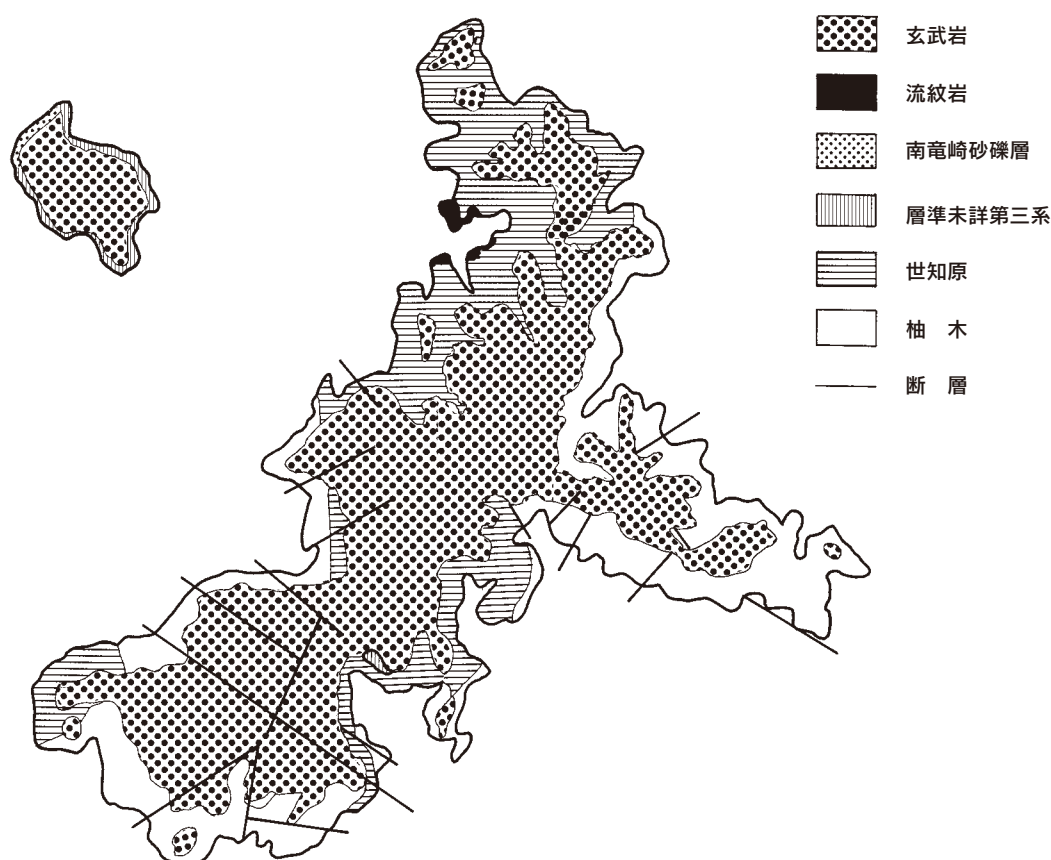 玄武岩
流紋岩
南竜崎砂礫層
層準未詳第三系
世知原
柚　木
断　層